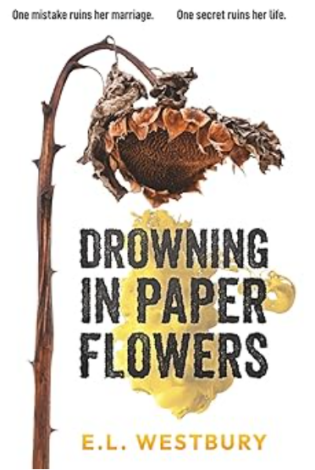 One mistake ruins her marriage. One secret ruins her life.
DROWNING
IN PAPER
FLOWERS
E.L. WESTBURY